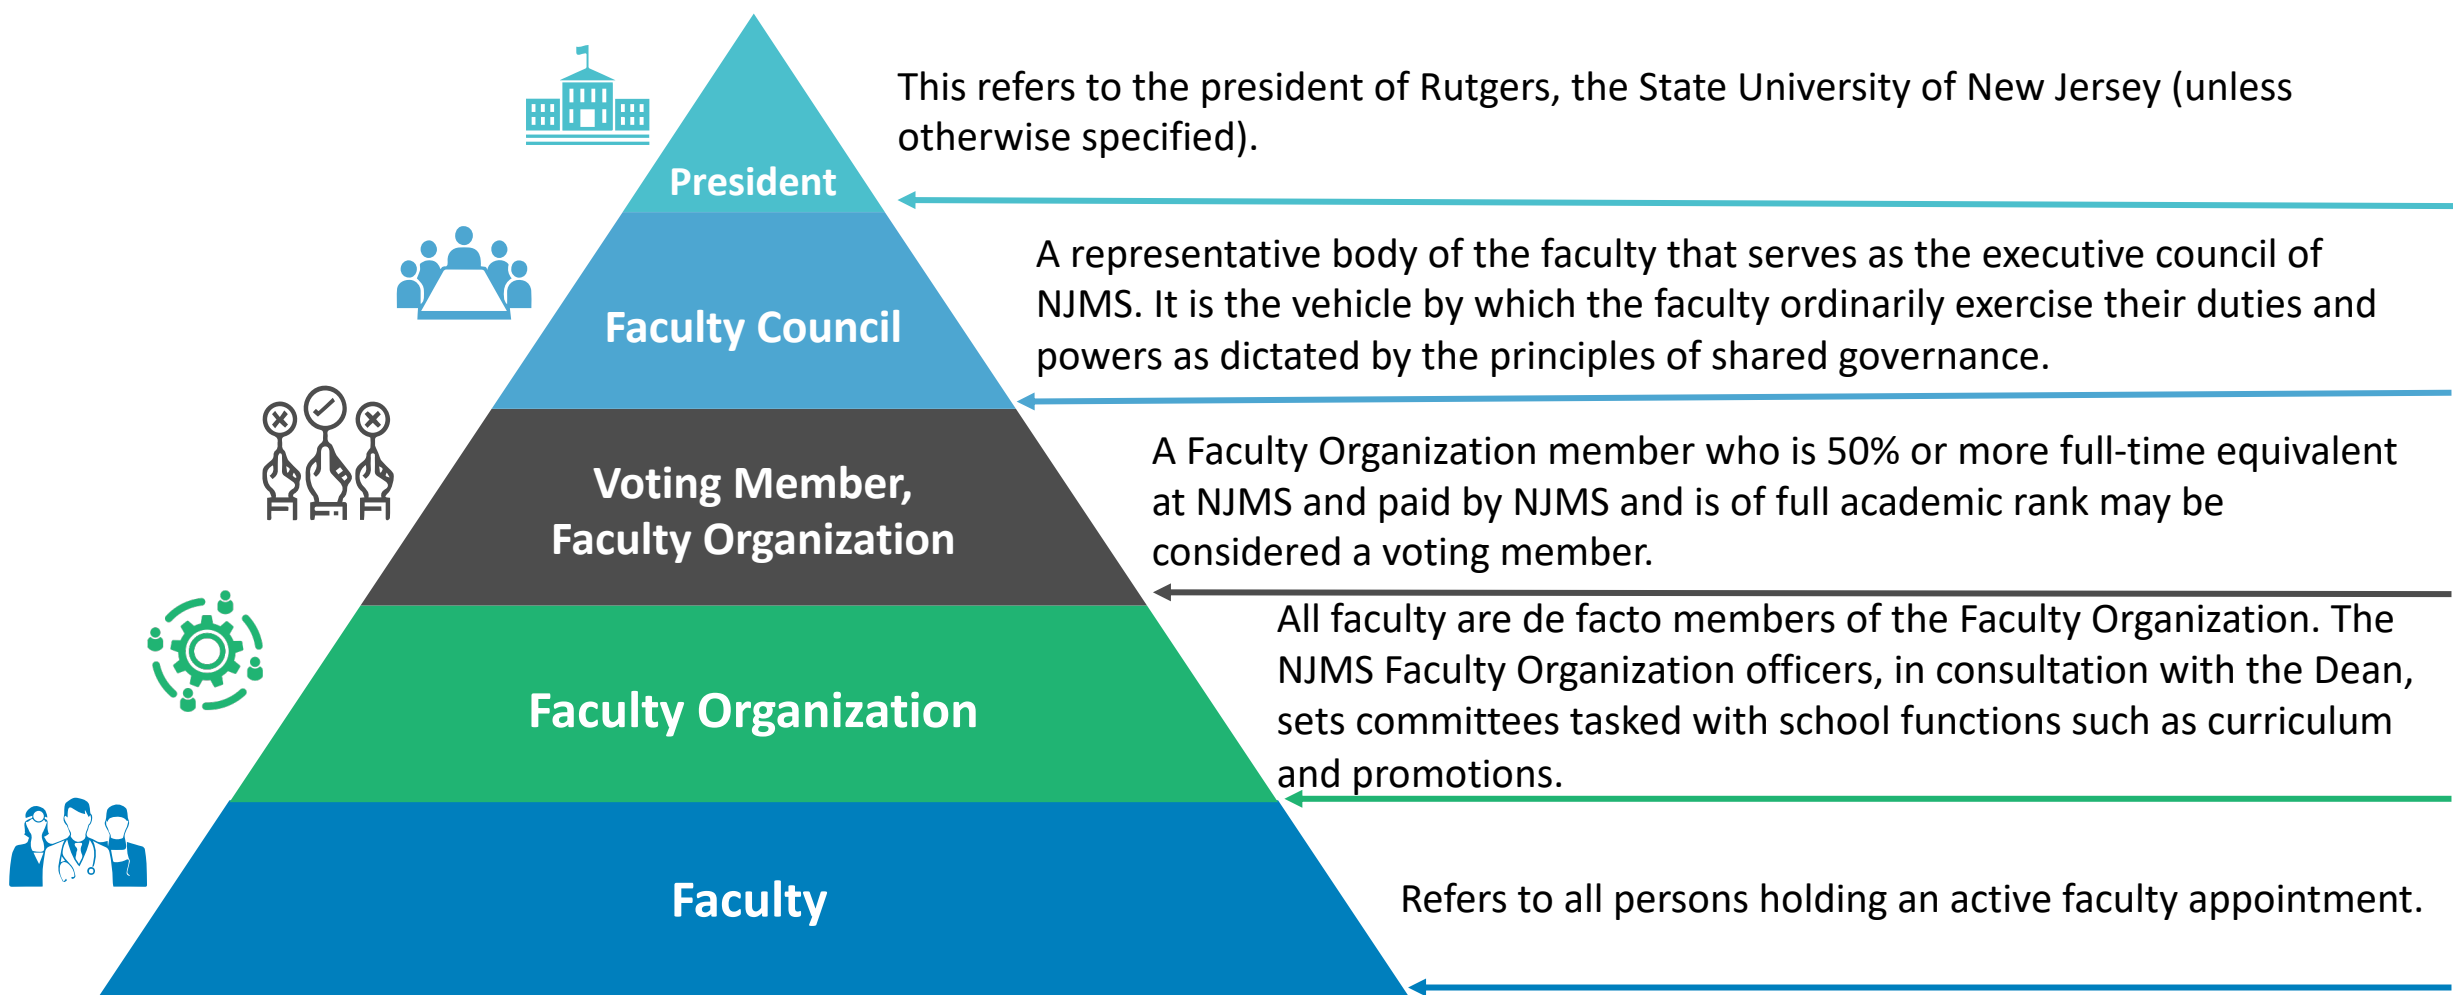 This refers to the president of Rutgers, the State University of New Jersey (unless
otherwise specified).
President
A representative body of the faculty that serves as the executive council of
NJMS. It is the vehicle by which the faculty ordinarily exercise their duties and
powers as dictated by the principles of shared governance.
Faculty Council
A Faculty Organization member who is 50% or more full-time equivalent
at NJMS and paid by NJMS and is of full academic rank may be
considered a voting member.
Voting Member,
Faculty Organization
All faculty are de facto members of the Faculty Organization. The
NJMS Faculty Organization officers, in consultation with the Dean,
sets committees tasked with school functions such as curriculum
and promotions.
Faculty Organization
Refers to all persons holding an active faculty appointment.
Faculty